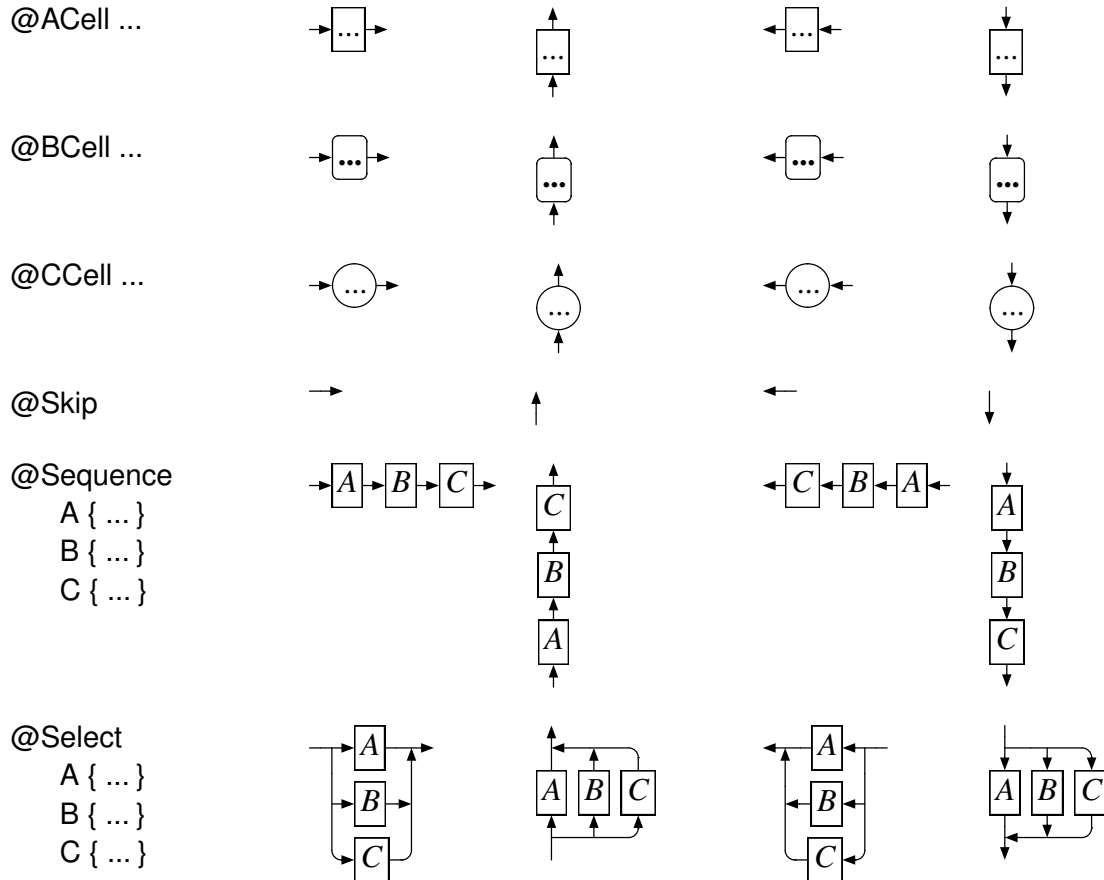 @ACell ... ... ... ... ...
@BCell ... ... ... ... ...
@CCell ... ... ... ... ...
@Skip
@Sequence A B C C B A
A { ... } C A
B { ... } B B
C { ... } A C
@Select A A
A { ... } B A B C B A B C
B { ... }
C { ... } C C